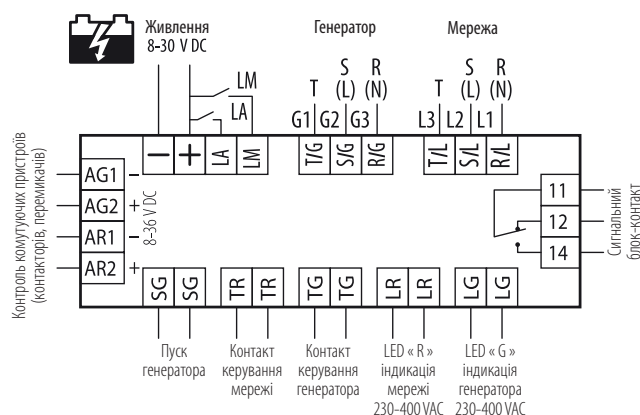 Живлення
8-30 V DC
LM
LA
Генератор
T
S
(L)
R
(N)
G1 G2 G3
Мережа
T
S
(L)
R
(N)
L3 L2 L1
− + LA LM
T/G S/G R/G
T/L S/L R/L
Контроль комутуючих пристроїв
(контакторів, перемикачів)
AG1 −
AG2 +
AR1 −
AR2 +
8-36 V DC
11
12
14
Сигнальний
блок-контакт
SG SG
TR TR
TG TG
LR LR
LG LG
Пуск
генератора
Контакт
керування
мережі
Контакт
керування
генератора
LED « R »
індикація
мережі
230-400 VAC
LED « G »
індикація
генератора
230-400 VAC